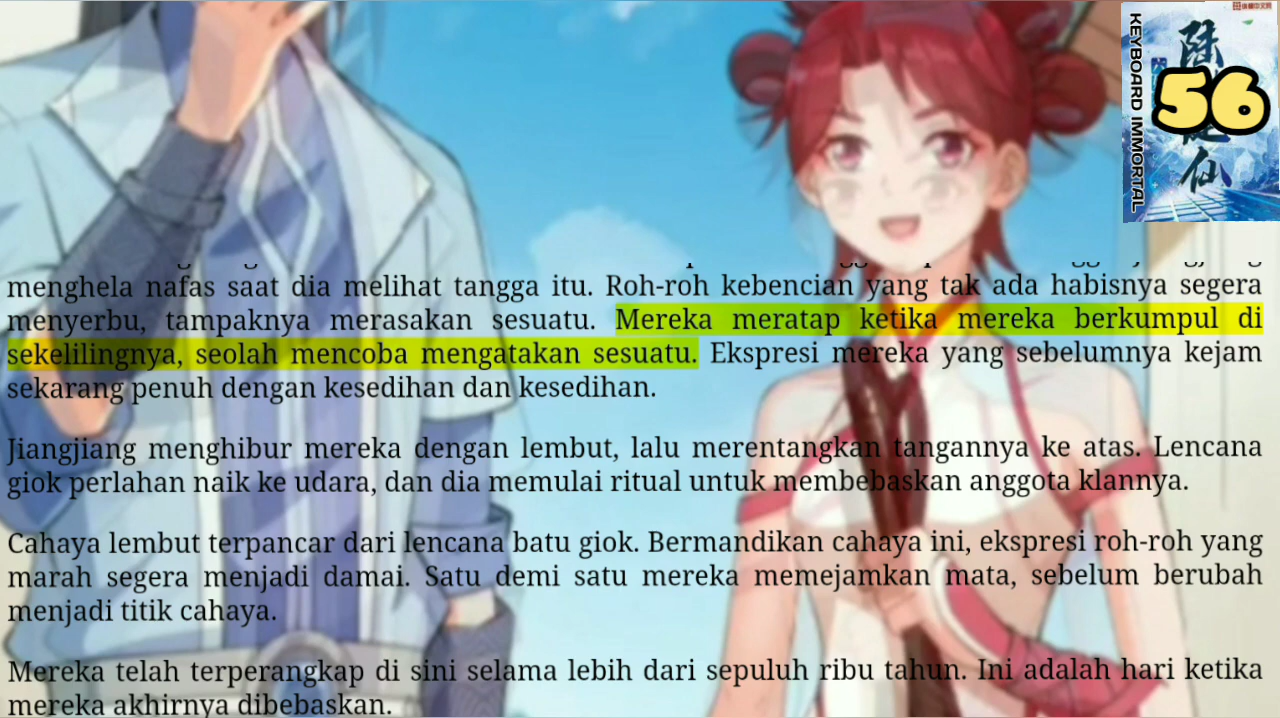 KEYBOARD IMMORTAL
56
仙
menghela nafas saat dia melihat tangga itu. Roh-roh kebencian yang tak ada habisnya segera
menyerbu, tampaknya merasakan sesuatu. Mereka meratap ketika mereka berkumpul di
sekelilingnya, seolah mencoba mengatakan sesuatu. Ekspresi mereka yang sebelumnya kejam
sekarang penuh dengan kesedihan dan kesedihan.
Jiangjiang menghibur mereka dengan lembut, lalu merentangkan tangannya ke atas. Lencana
giok perlahan naik ke udara, dan dia memulai ritual untuk membebaskan anggota klannya.
Cahaya lembut terpancar dari lencana batu giok. Bermandikan cahaya ini, ekspresi roh-roh yang
marah segera menjadi damai. Satu demi satu mereka memejamkan mata, sebelum berubah
menjadi titik cahaya.
Mereka telah terperangkap di sini selama lebih dari sepuluh ribu tahun. Ini adalah hari ketika
mereka akhirnya dibebaskan.